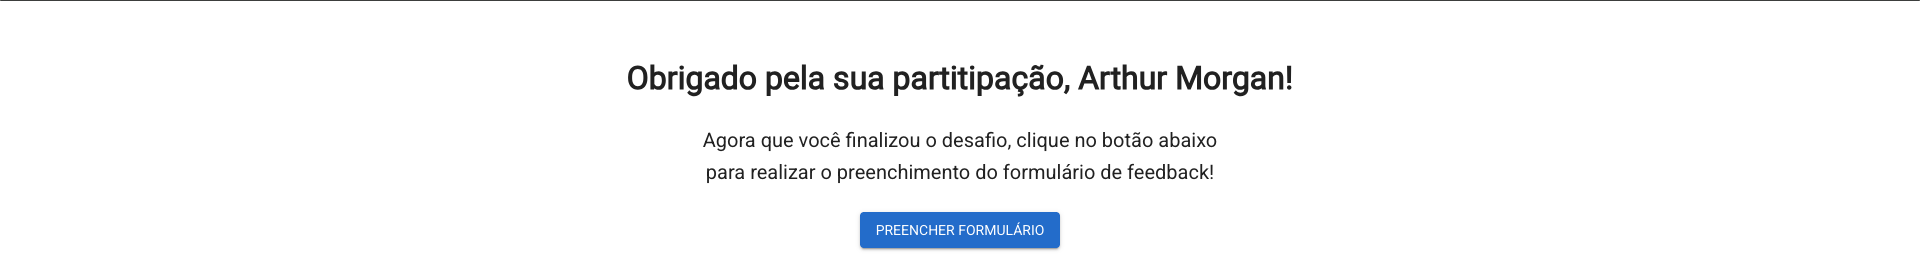 Obrigado pela sua partitipação, Arthur Morgan!
Agora que você finalizou o desafio, clique no botão abaixo
para realizar o preenchimento do formulário de feedback!
PREENCHER FORMULÁRIO